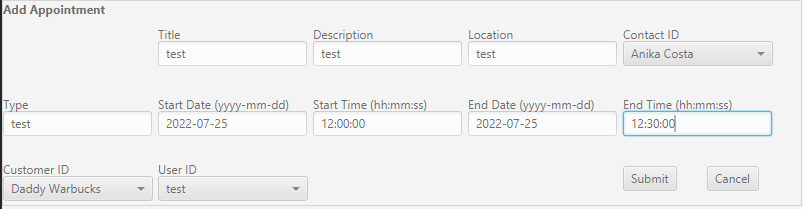 Add Appointment
Title Description Location Contact ID
test test test Anika Costa
Type Start Date (yyyy-mm-dd) Start Time (hh:mm:ss) End Date (yyyy-mm-dd) End Time (hh:mm:ss)
test 2022-07-25 12:00:00 2022-07-25 12:30:00
Customer ID User ID
Daddy Warbucks test Submit Cancel